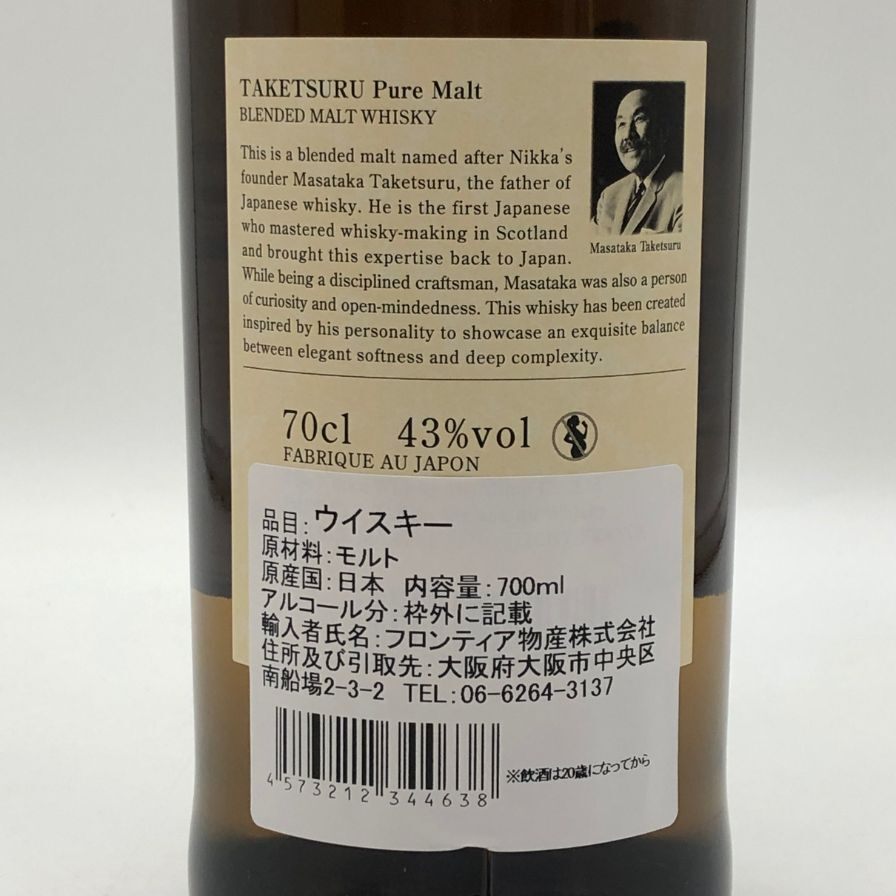 TAKETSURU Pure Malt
BLENDED MALT WHISKY
This is a blended malt named after Nikka's
founder Masataka Taketsuru, the father of
Japanese whisky. He is the first Japanese
who mastered whisky-making in Scotland
and brought this expertise back to Japan.
While being a disciplined craftsman, Masataka was also a person
of curiosity and open-mindedness. This whisky has been created
inspired by his personality to showcase an exquisite balance
between elegant softness and deep complexity.
Masataka Taketsuru
70cl 43%vol
FABRIQUE AU JAPON
品目:ウイスキー
原材料:モルト
原産国:日本 内容量:700ml
アルコール分:枠外に記載
輸入者氏名:フロンティア物産株式会社
住所及び引取先:大阪府大阪市中央区
南船場2-3-2 TEL:06-6264-3137
4573212344638
※飲酒は20歳になってから